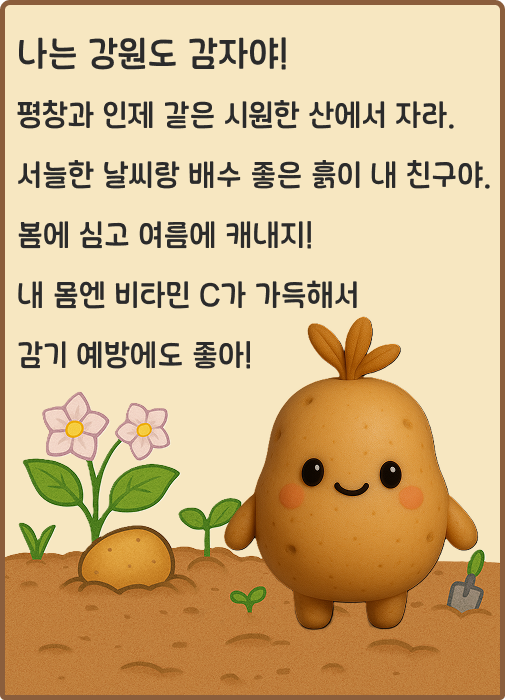 나는 강원도 감자야!
평창과 인제 같은 시원한 산에서 자라.
서늘한 날씨랑 배수 좋은 흙이 내 친구야.
봄에 심고 여름에 캐내지!
내 몸엔 비타민 C가 가득해서
감기 예방에도 좋아!